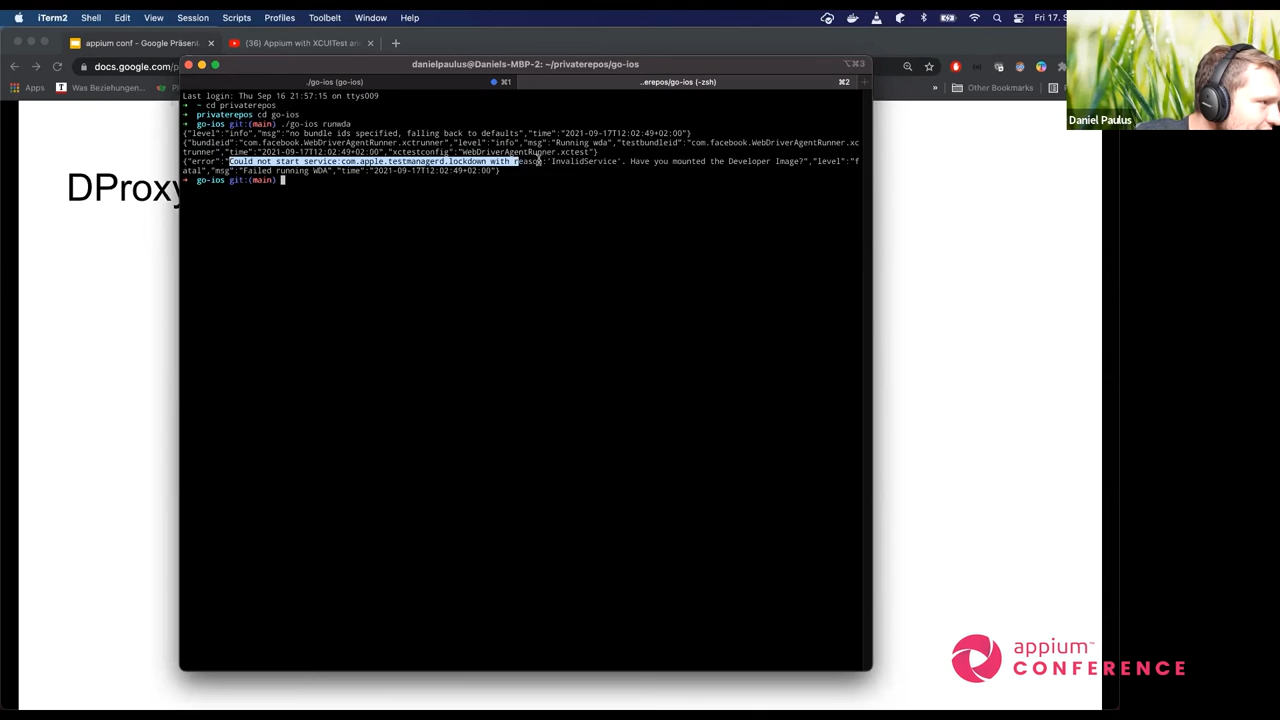 iTerm2 Shell Edit View Session Scripts Profiles Toolbelt Window Help
Fri 17. S
appium conf - Google Präsent
(36) Appium with XCUITest an
docs.google.com/p
Was Beziehungen...
Other Bookmarks
danielpaulus@Daniels-MBP-2: ~/privaterepos/go-ios
⌥⌘3
./go-ios (go-ios)
⌘1
..erepos/go-ios (-zsh)
⌘2
Last login: Thu Sep 16 21:57:15 on ttys009
➜ ~ cd privaterepos
➜ privaterepos cd go-ios
➜ go-ios git:(main) ./go-ios runwda
{"level":"info","msg":"no bundle ids specified, falling back to defaults","time":"2021-09-17T12:02:49+02:00"}
{"bundleid":"com.facebook.WebDriverAgentRunner.xctrunner","level":"info","msg":"Running wda","testbundleid":"com.facebook.WebDriverAgentRunner.xc
trunner","time":"2021-09-17T12:02:49+02:00","xctestconfig":"WebDriverAgentRunner.xctest"}
{"error":"Could not start service:com.apple.testmanagerd.lockdown with reason:'InvalidService'. Have you mounted the Developer Image?","level":"f
atal","msg":"Failed running WDA","time":"2021-09-17T12:02:49+02:00"}
➜ go-ios git:(main)
DProxy
Daniel Paulus
appium™
CONFERENCE